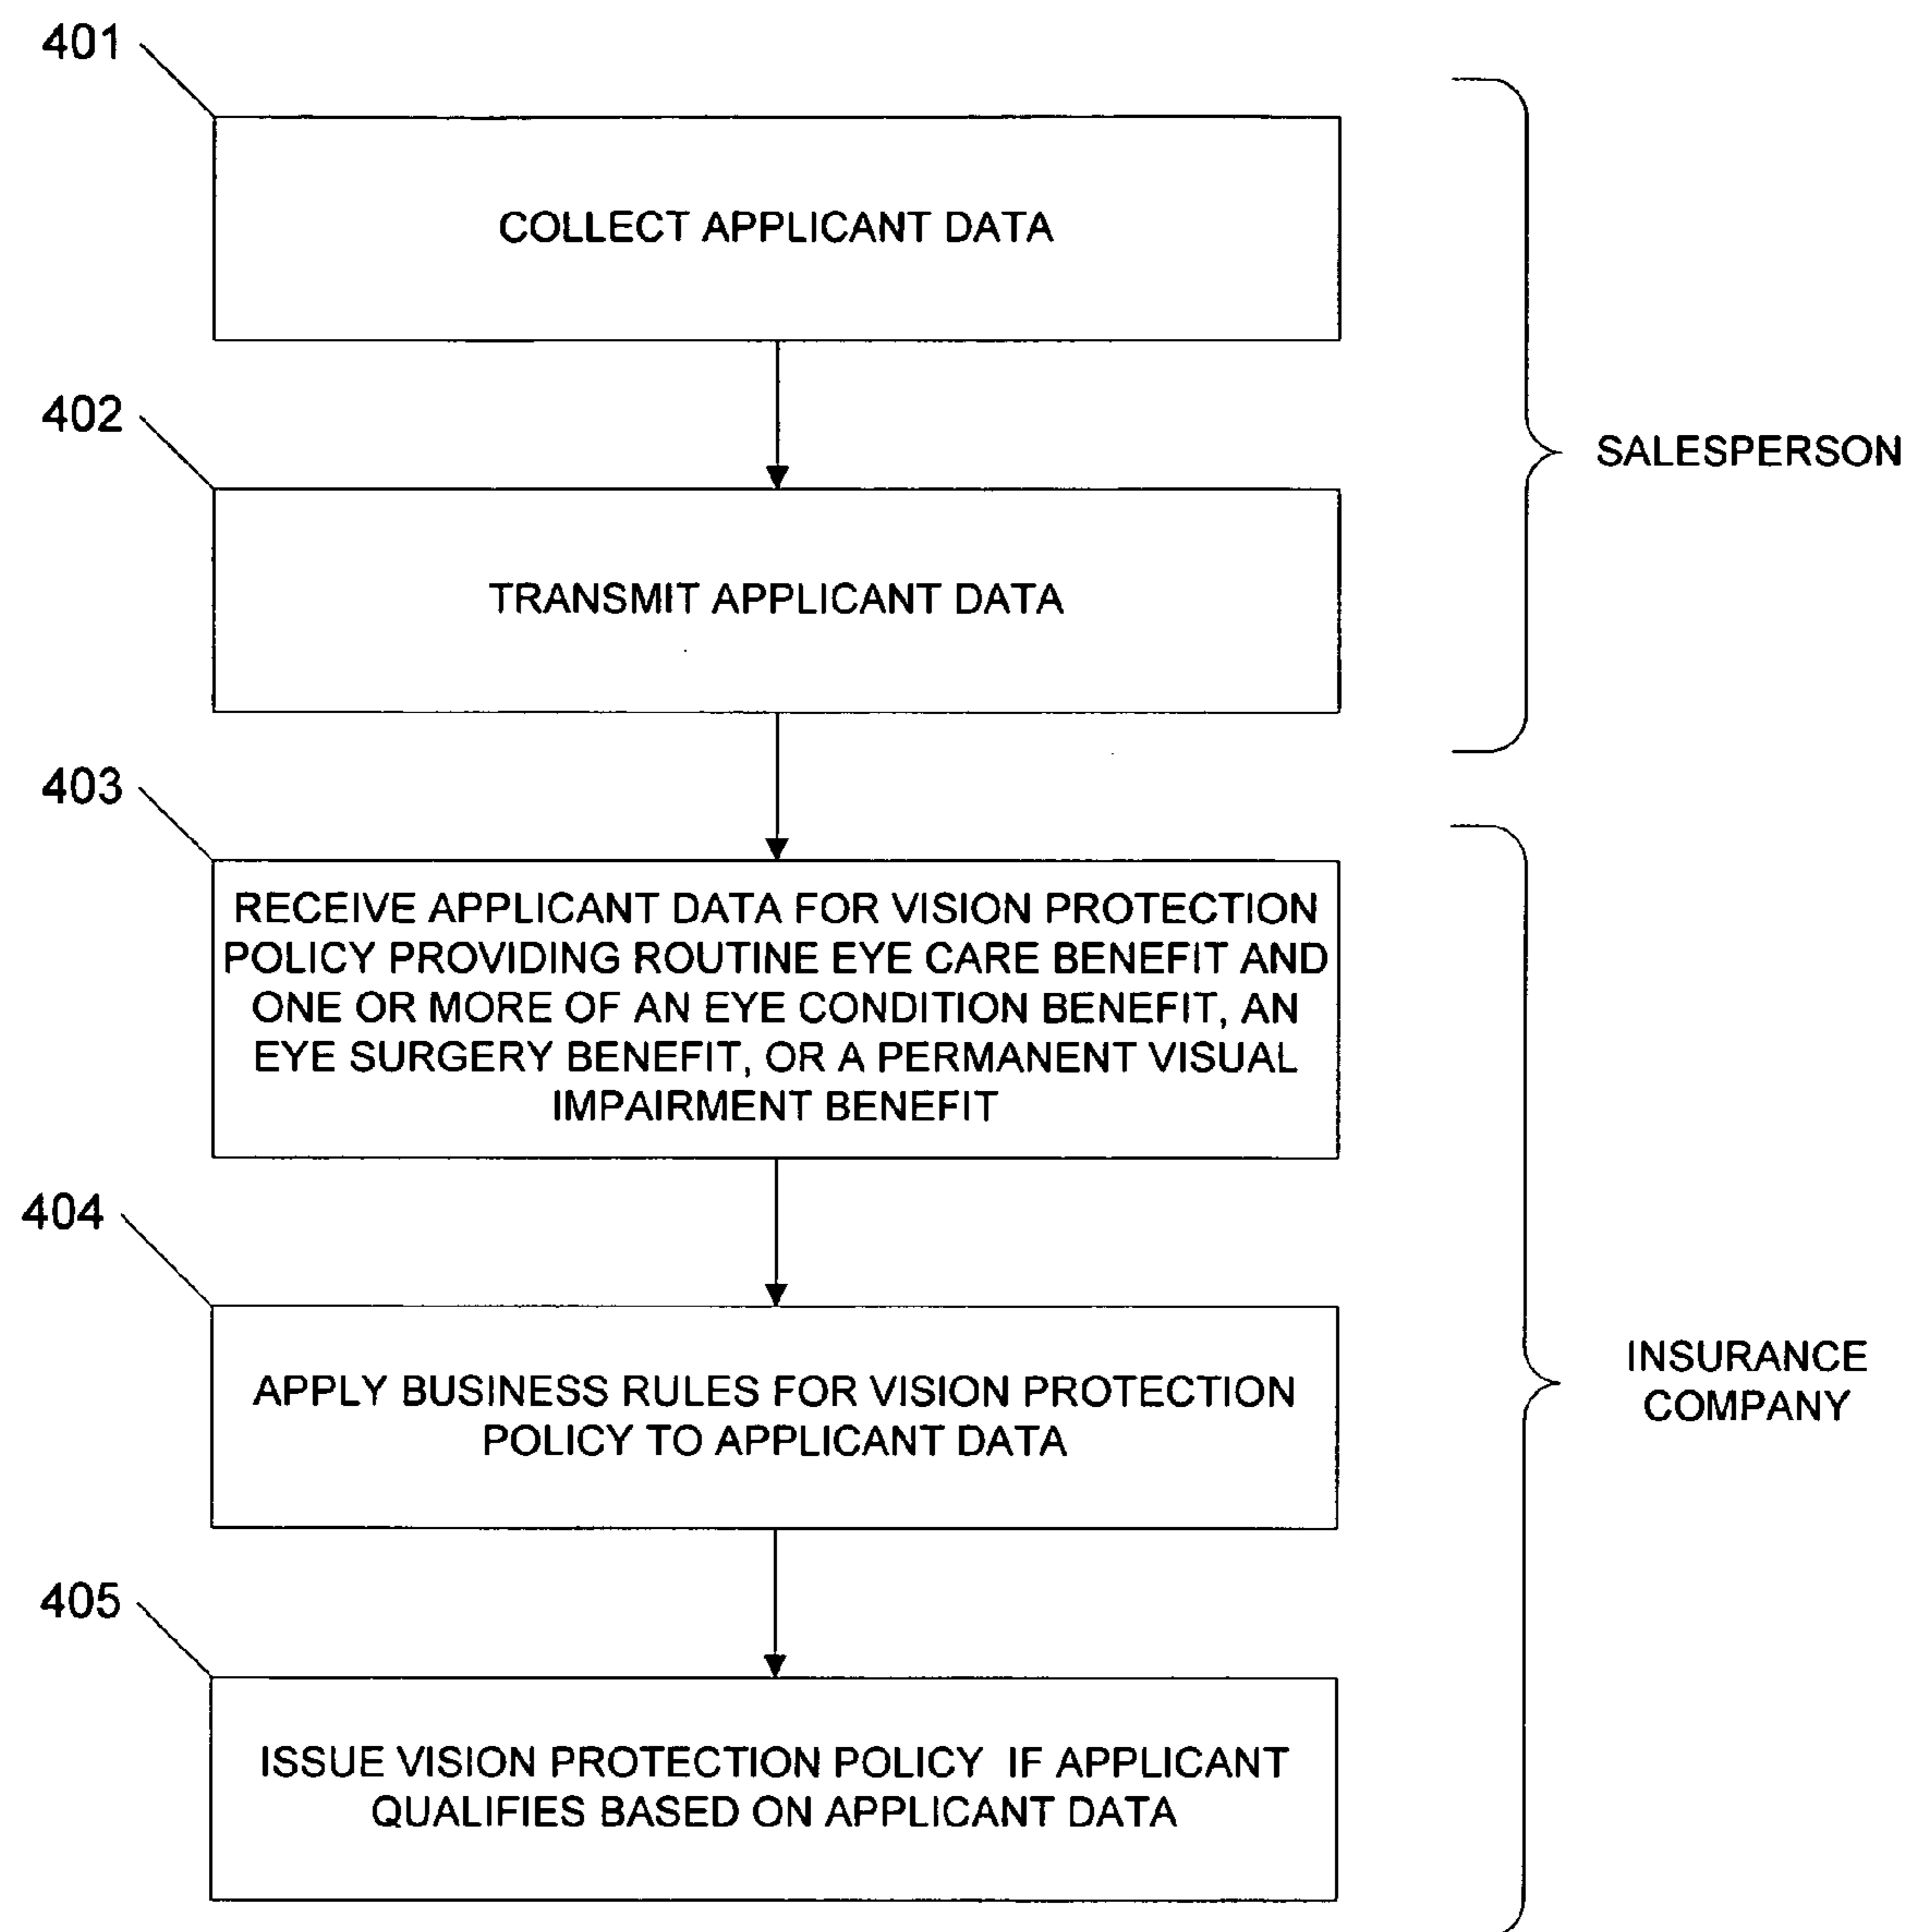 401
COLLECT APPLICANT DATA
402
TRANSMIT APPLICANT DATA
SALESPERSON
403
RECEIVE APPLICANT DATA FOR VISION PROTECTION
POLICY PROVIDING ROUTINE EYE CARE BENEFIT AND
ONE OR MORE OF AN EYE CONDITION BENEFIT, AN
EYE SURGERY BENEFIT, OR A PERMANENT VISUAL
IMPAIRMENT BENEFIT
404
APPLY BUSINESS RULES FOR VISION PROTECTION
POLICY TO APPLICANT DATA
INSURANCE
COMPANY
405
ISSUE VISION PROTECTION POLICY IF APPLICANT
QUALIFIES BASED ON APPLICANT DATA